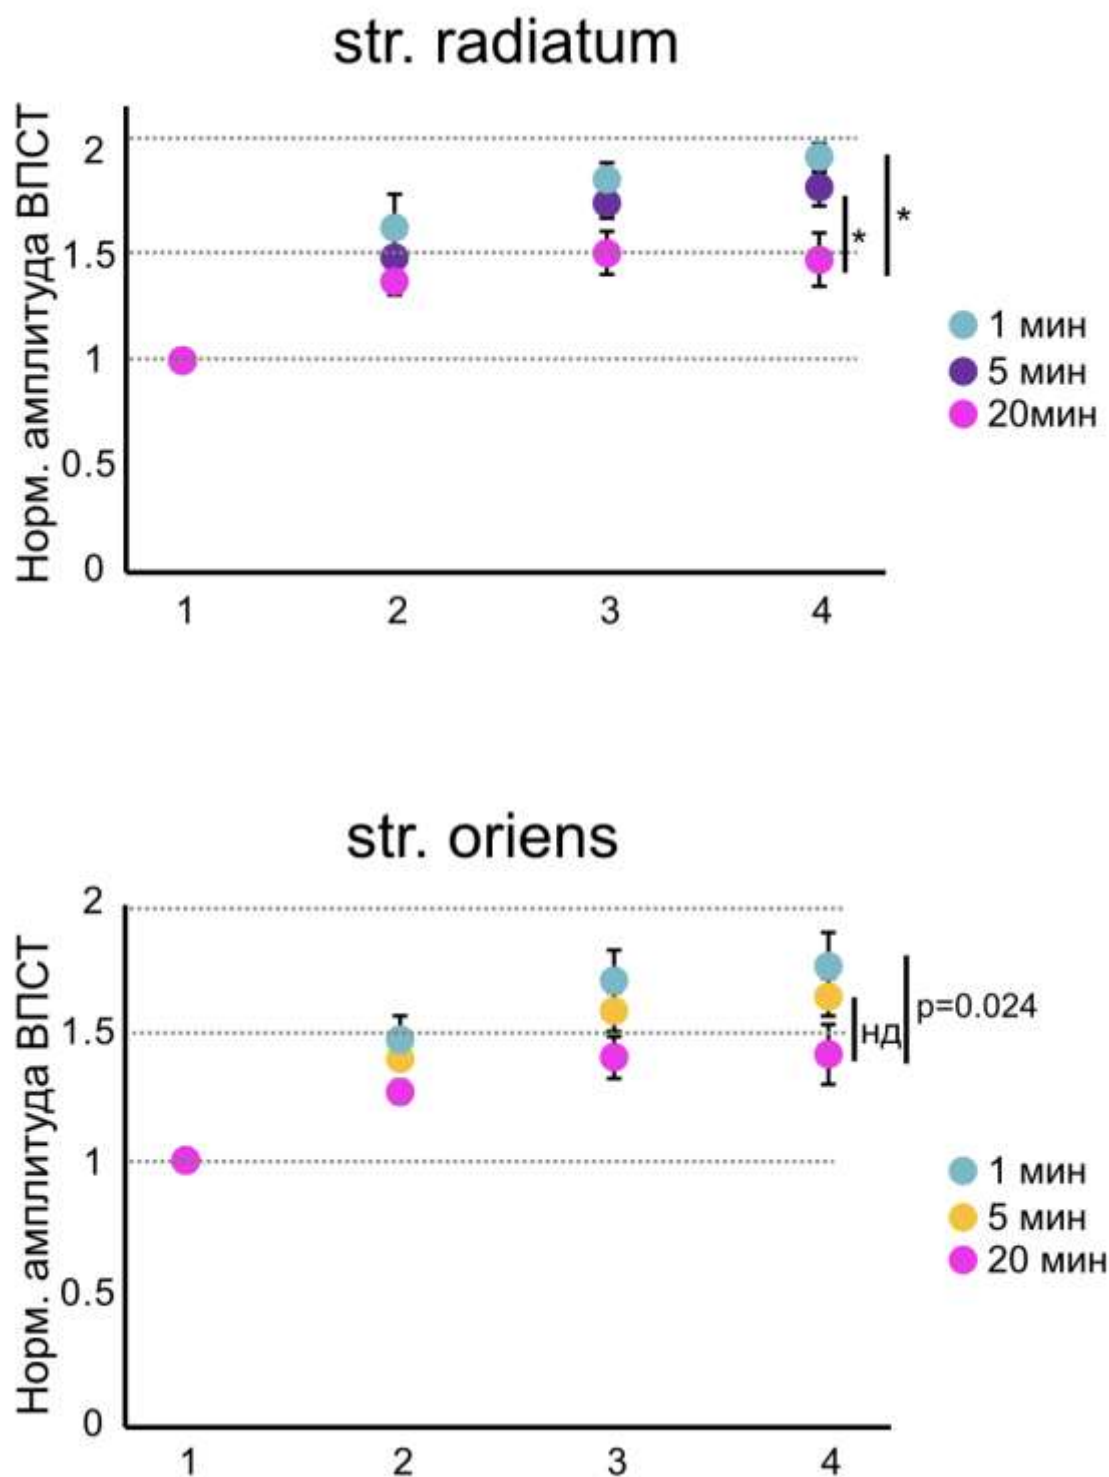 str. radiatum
Норм. амплитуда ВПСТ
2
1.5
1
0.5
0
1 2 3 4
*
*
1 мин
5 мин
20мин
str. oriens
Норм. амплитуда ВПСТ
2
1.5
1
0.5
0
1 2 3 4
нд
p=0.024
1 мин
5 мин
20 мин